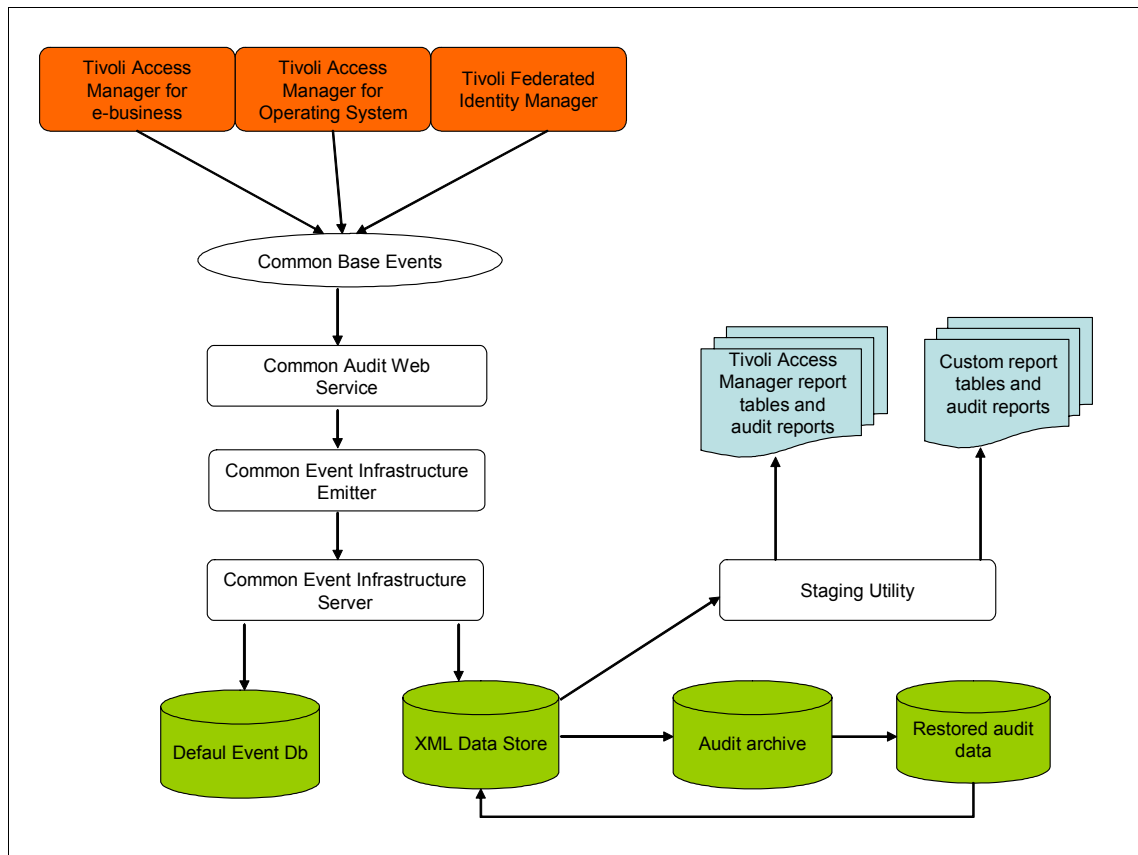 Tivoli Access
Manager for
e-business
Tivoli Access
Manager for
Operating System
Tivoli Federated
Identity Manager
Common Base Events
Common Audit Web
Service
Common Event Infrastructure
Emitter
Common Event Infrastructure
Server
Tivoli Access
Manager report
tables and
audit reports
Custom report
tables and
audit reports
Staging Utility
Defaul Event Db
XML Data Store
Audit archive
Restored audit
data